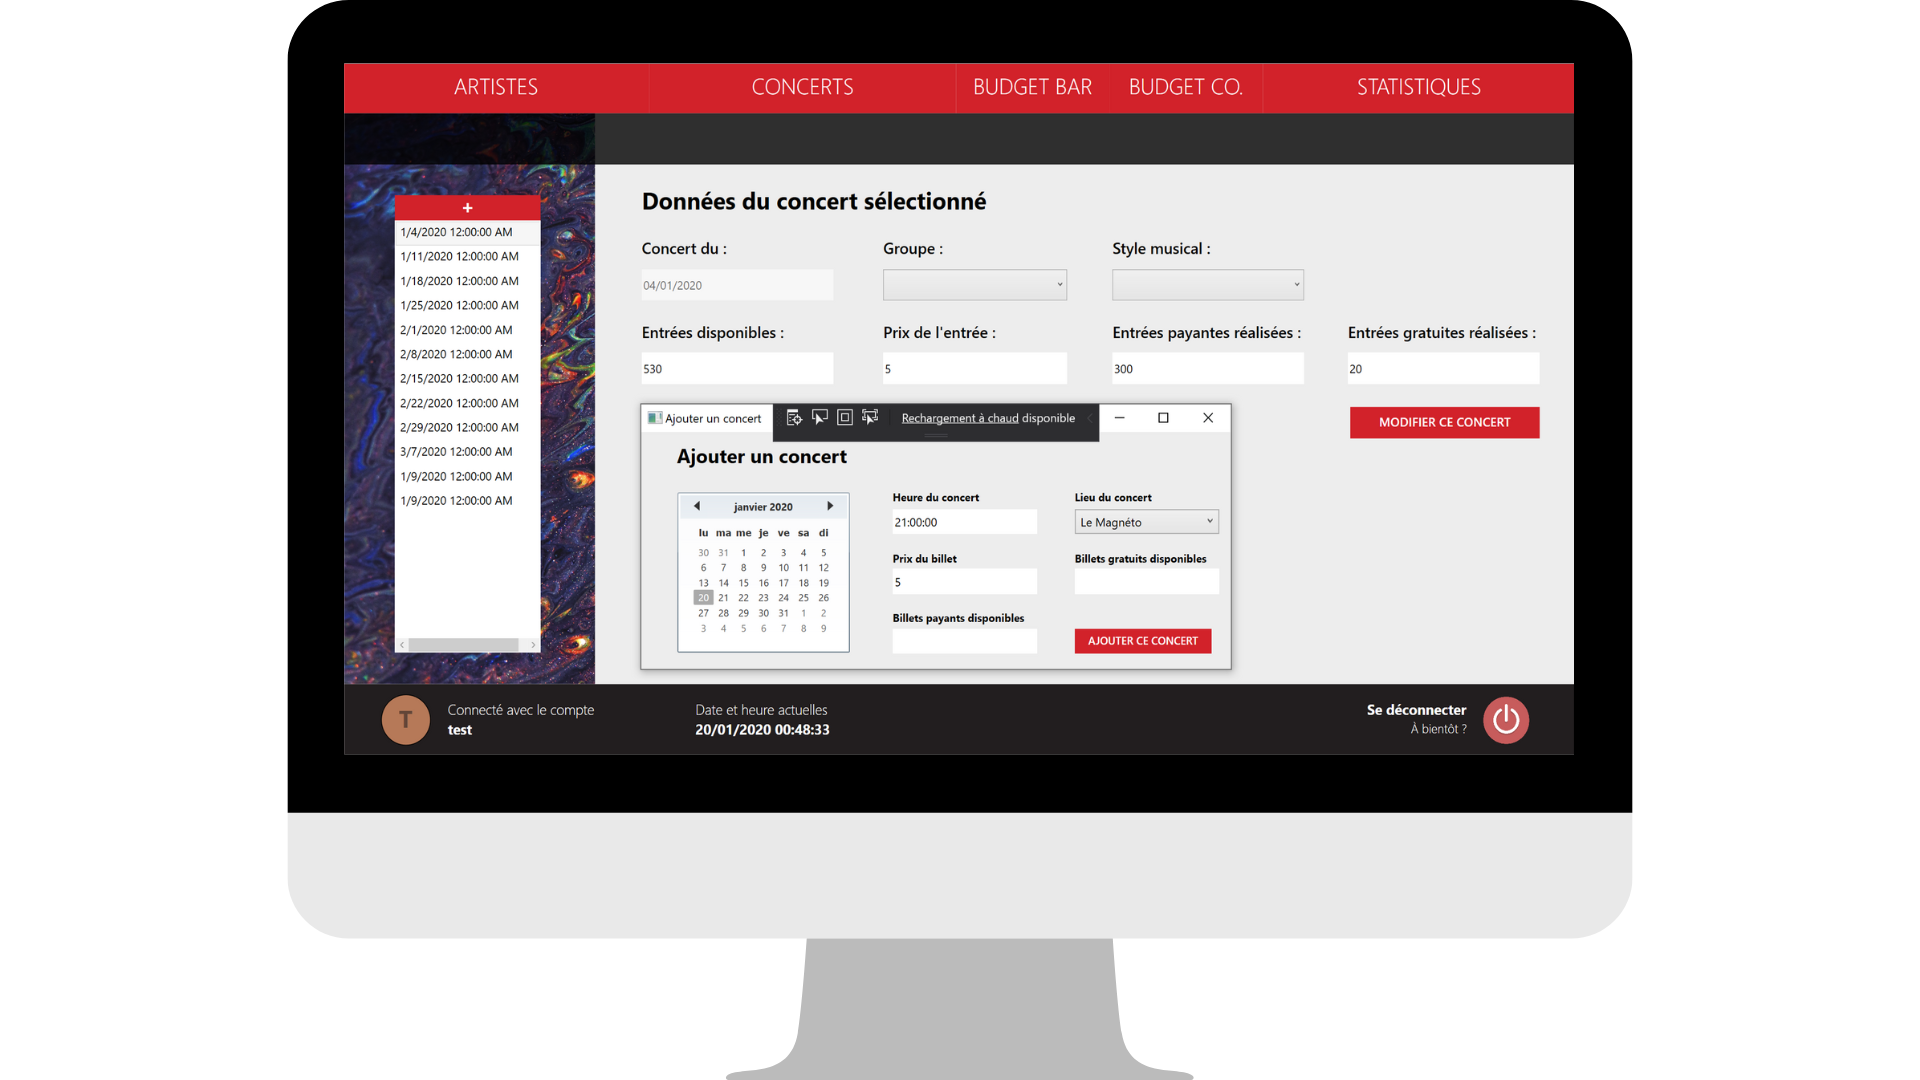 ARTISTES CONCERTS BUDGET BAR BUDGET CO. STATISTIQUES
+
1/4/2020 12:00:00 AM
1/11/2020 12:00:00 AM
1/18/2020 12:00:00 AM
1/25/2020 12:00:00 AM
2/1/2020 12:00:00 AM
2/8/2020 12:00:00 AM
2/15/2020 12:00:00 AM
2/22/2020 12:00:00 AM
2/29/2020 12:00:00 AM
3/7/2020 12:00:00 AM
1/9/2020 12:00:00 AM
1/9/2020 12:00:00 AM
Données du concert sélectionné
Concert du : Groupe : Style musical :
04/01/2020
Entrées disponibles : Prix de l'entrée : Entrées payantes réalisées : Entrées gratuites réalisées :
530 5 300 20
MODIFIER CE CONCERT
Ajouter un concert Rechargement à chaud disponible
Ajouter un concert
janvier 2020
lu ma me je ve sa di
30 31 1 2 3 4 5
6 7 8 9 10 11 12
13 14 15 16 17 18 19
20 21 22 23 24 25 26
27 28 29 30 31 1 2
3 4 5 6 7 8 9
Heure du concert Lieu du concert
21:00:00 Le Magnéto
Prix du billet Billets gratuits disponibles
5
Billets payants disponibles
AJOUTER CE CONCERT
T
Connecté avec le compte
test
Date et heure actuelles
20/01/2020 00:48:33
Se déconnecter
À bientôt ?